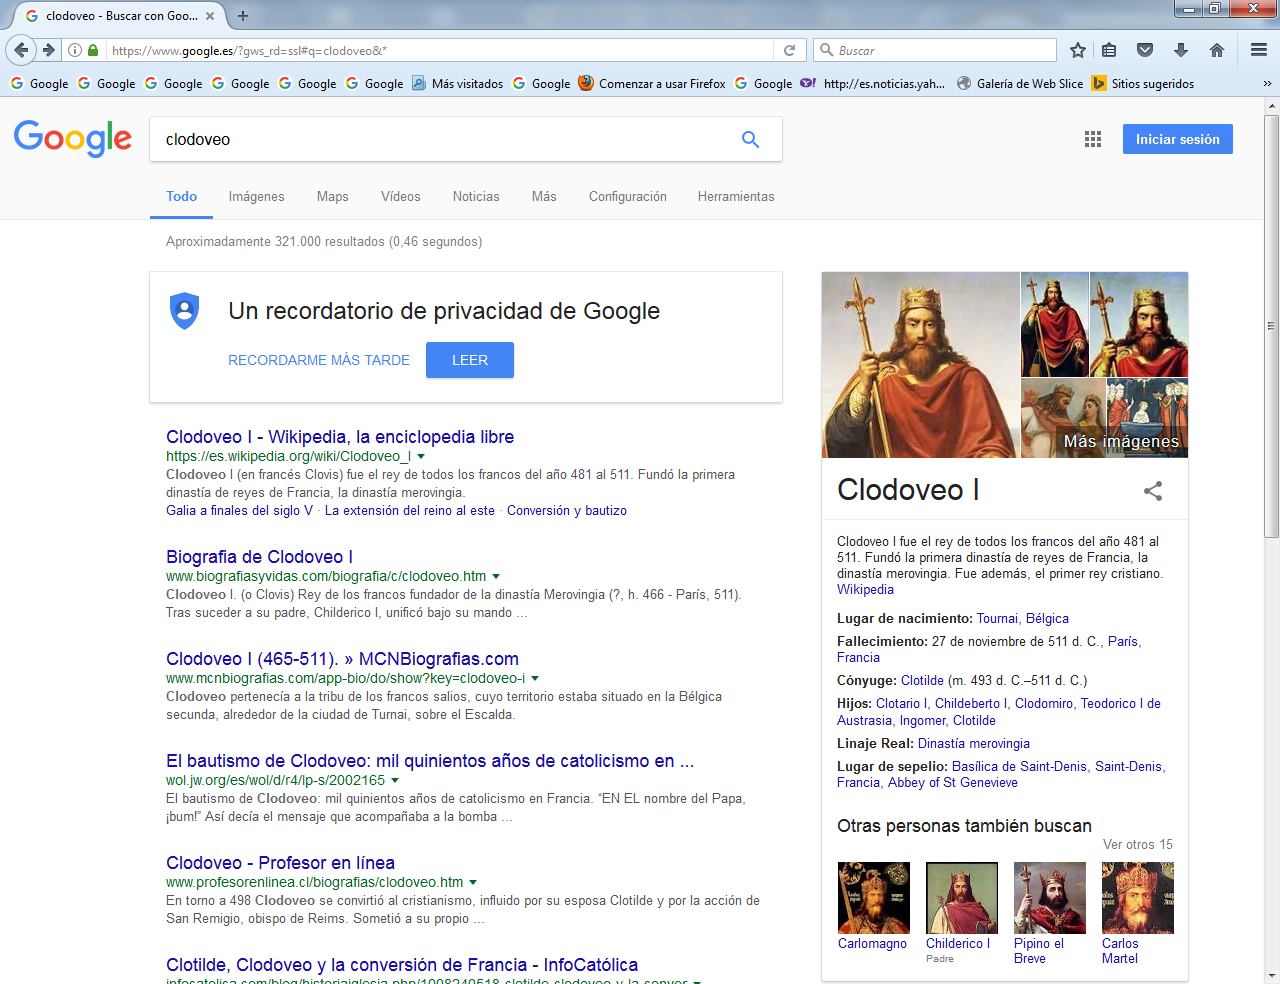 clodoveo - Buscar con Goo...
https://www.google.es/?gws_rd=ssl#q=clodoveo&*
Buscar
Google
Google
Google
Google
Google
Google
Más visitados
Google
Comenzar a usar Firefox
Google
http://es.noticias.yah...
Galería de Web Slice
Sitios sugeridos
Google
clodoveo
Iniciar sesión
Todo
Imágenes
Maps
Vídeos
Noticias
Más
Configuración
Herramientas
Aproximadamente 321.000 resultados (0,46 segundos)
Un recordatorio de privacidad de Google
RECORDARME MÁS TARDE
LEER
Clodoveo I - Wikipedia, la enciclopedia libre
https://es.wikipedia.org/wiki/Clodoveo_I
Clodoveo I (en francés Clovis) fue el rey de todos los francos del año 481 al 511. Fundó la primera
dinastía de reyes de Francia, la dinastía merovingia.
Galia a finales del siglo V · La extensión del reino al este · Conversión y bautizo
Biografia de Clodoveo I
www.biografiasyvidas.com/biografia/c/clodoveo.htm
Clodoveo I. (o Clovis) Rey de los francos fundador de la dinastía Merovingia (?, h. 466 - París, 511).
Tras suceder a su padre, Childerico I, unificó bajo su mando ...
Clodoveo I (465-511). » MCNBiografias.com
www.mcnbiografias.com/app-bio/do/show?key=clodoveo-i
Clodoveo pertenecía a la tribu de los francos salios, cuyo territorio estaba situado en la Bélgica
secunda, alrededor de la ciudad de Turnai, sobre el Escalda.
El bautismo de Clodoveo: mil quinientos años de catolicismo en ...
wol.jw.org/es/wol/d/r4/lp-s/2002165
El bautismo de Clodoveo: mil quinientos años de catolicismo en Francia. “EN EL nombre del Papa,
¡bum!” Así decía el mensaje que acompañaba a la bomba ...
Clodoveo - Profesor en línea
www.profesorenlinea.cl/biografias/clodoveo.htm
En torno a 498 Clodoveo se convirtió al cristianismo, influido por su esposa Clotilde y por la acción de
San Remigio, obispo de Reims. Sometió a su propio ...
Clotilde, Clodoveo y la conversión de Francia - InfoCatólica
infocatolica.com/blog/historiaiglesia.php/1008240518-clotilde-clodoveo-y-la-conver
Más imágenes
Clodoveo I
Clodoveo I fue el rey de todos los francos del año 481 al
511. Fundó la primera dinastía de reyes de Francia, la
dinastía merovingia. Fue además, el primer rey cristiano.
Wikipedia
Lugar de nacimiento: Tournai, Bélgica
Fallecimiento: 27 de noviembre de 511 d. C., París,
Francia
Cónyuge: Clotilde (m. 493 d. C.–511 d. C.)
Hijos: Clotario I, Childeberto I, Clodomiro, Teodorico I de
Austrasia, Ingomer, Clotilde
Linaje Real: Dinastía merovingia
Lugar de sepelio: Basílica de Saint-Denis, Saint-Denis,
Francia, Abbey of St Genevieve
Otras personas también buscan
Ver otros 15
Carlomagno
Childerico I
Padre
Pipino el
Breve
Carlos
Martel